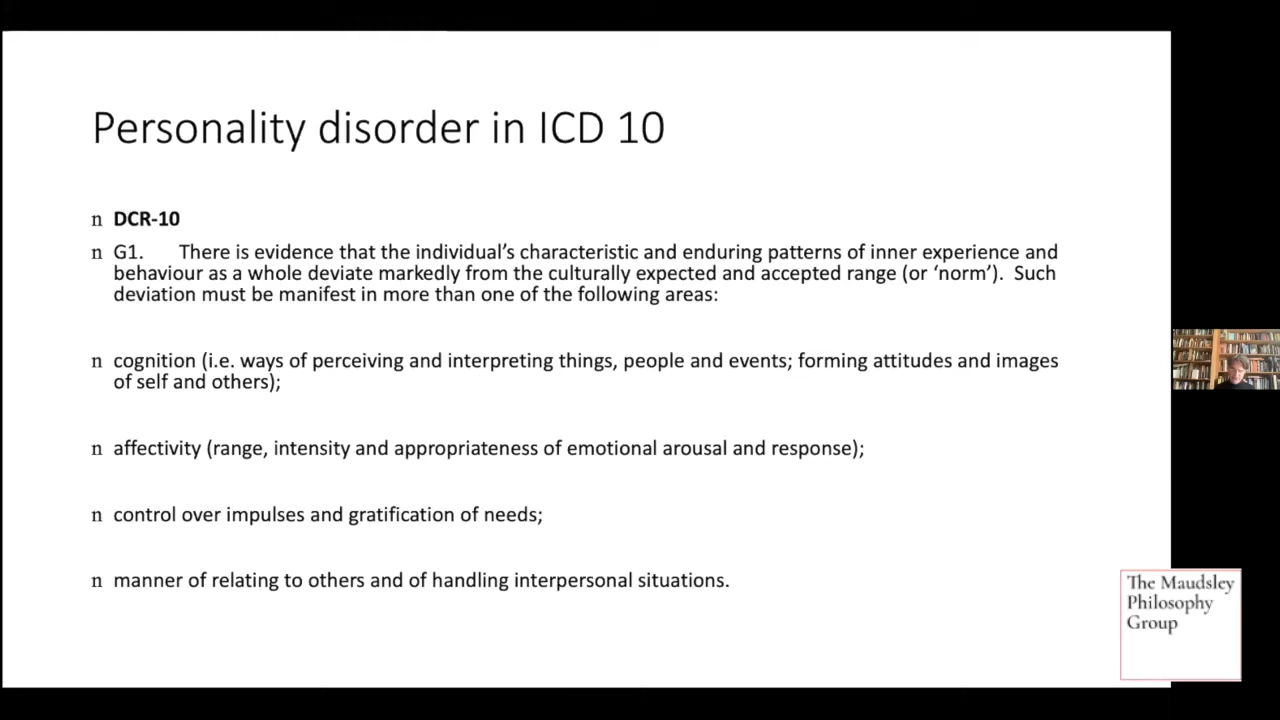 Personality disorder in ICD 10
n DCR-10
n G1. There is evidence that the individual's characteristic and enduring patterns of inner experience and
behaviour as a whole deviate markedly from the culturally expected and accepted range (or ‘norm’). Such
deviation must be manifest in more than one of the following areas:
n cognition (i.e. ways of perceiving and interpreting things, people and events; forming attitudes and images
of self and others);
n affectivity (range, intensity and appropriateness of emotional arousal and response);
n control over impulses and gratification of needs;
n manner of relating to others and of handling interpersonal situations.
The Maudsley
Philosophy
Group